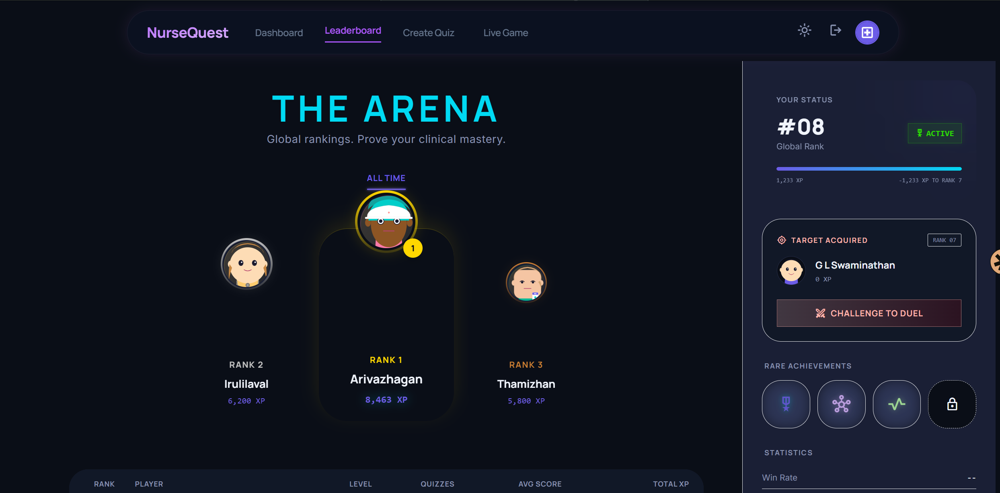 NurseQuest
Dashboard
Leaderboard
Create Quiz
Live Game
THE ARENA
Global rankings. Prove your clinical mastery.
ALL TIME
1
RANK 2
Irulilaval
6,200 XP
RANK 1
Arivazhagan
8,463 XP
RANK 3
Thamizhan
5,800 XP
RANK PLAYER LEVEL QUIZZES AVG SCORE TOTAL XP
YOUR STATUS
#08
Global Rank
ACTIVE
1,233 XP
-1,233 XP TO RANK 7
TARGET ACQUIRED
RANK 07
G L Swaminathan
0 XP
CHALLENGE TO DUEL
RARE ACHIEVEMENTS
STATISTICS
Win Rate --